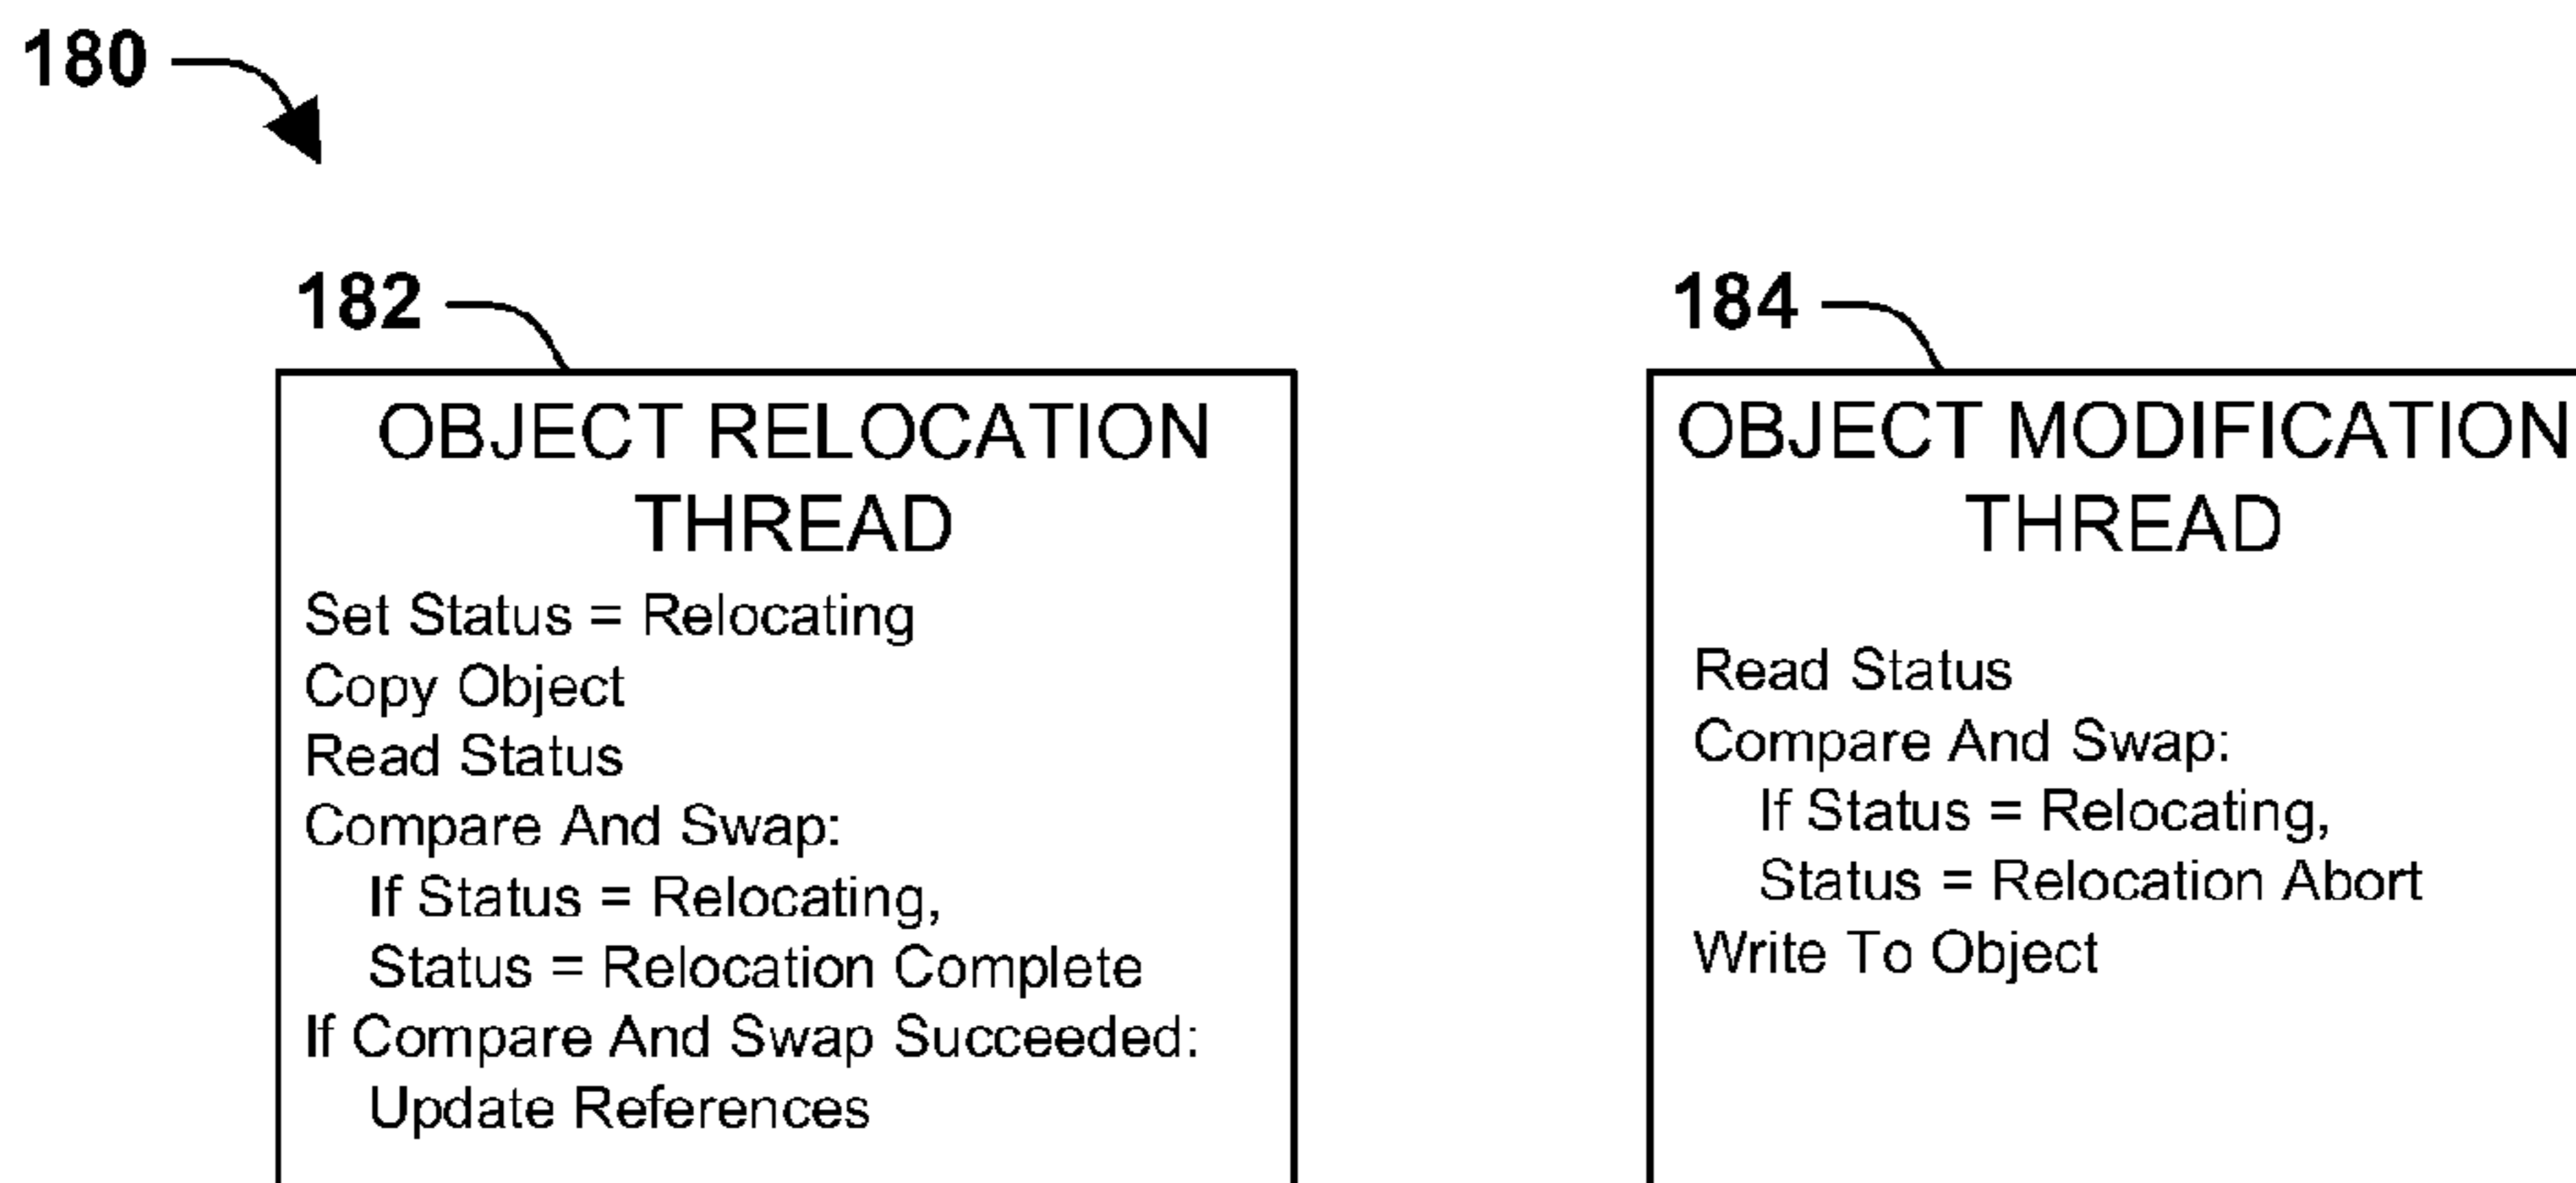 180
182
OBJECT RELOCATION
THREAD
Set Status = Relocating
Copy Object
Read Status
Compare And Swap:
If Status = Relocating,
Status = Relocation Complete
If Compare And Swap Succeeded:
Update References
184
OBJECT MODIFICATION
THREAD
Read Status
Compare And Swap:
If Status = Relocating,
Status = Relocation Abort
Write To Object